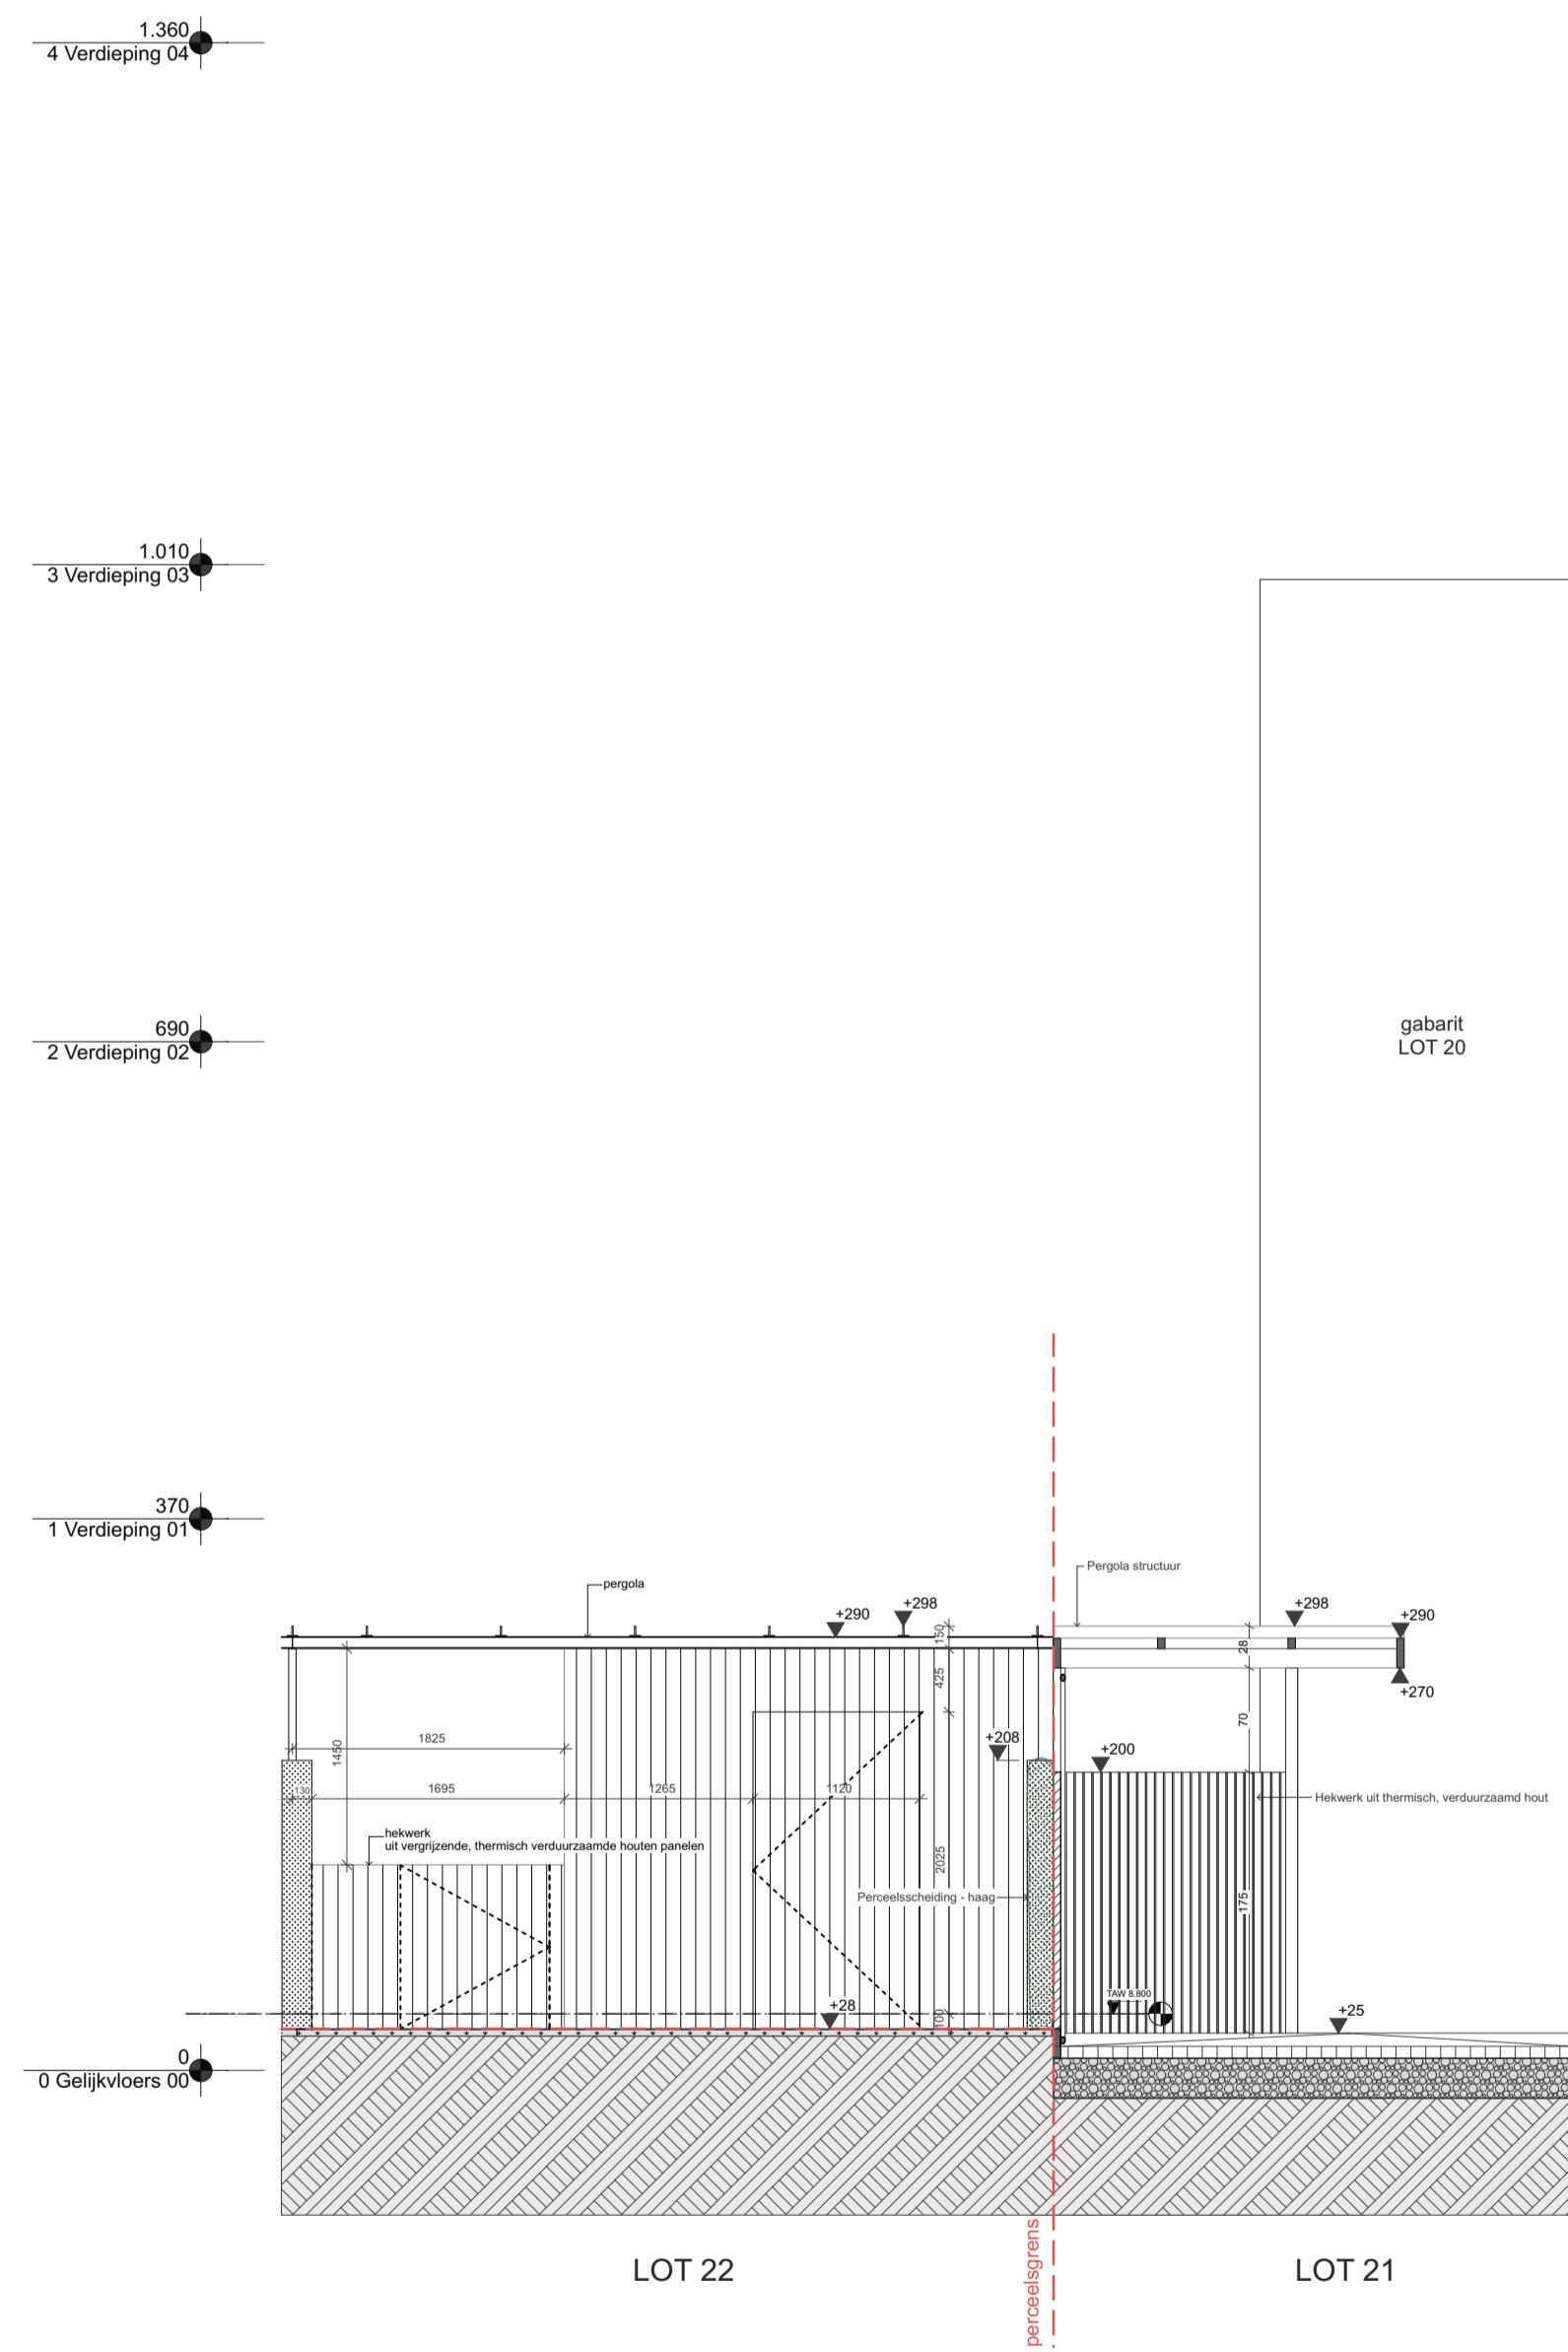 1.360
4 Verdieping 04
1.010
3 Verdieping 03
690
2 Verdieping 02
gabarit
LOT 20
370
1 Verdieping 01
Pergola structuur
pergola
+290
+298
+298
+290
150
28
425
+270
70
1825
1450
+208
+200
130
1695
1265
1120
Hekwerk uit thermisch, verduurzaamd hout
hekwerk
uit vergrijzende, thermisch verduurzaamde houten panelen
2025
Perceelsscheiding - haag
175
TAW 8.800
+28
100
+25
0
0 Gelijkvloers 00
perceelsgrens
LOT 22
LOT 21